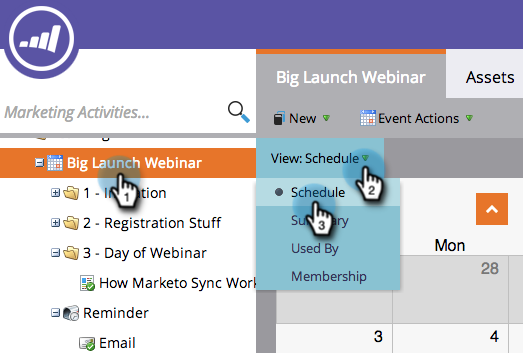 Big Launch Webinar
Assets
Marketing Activities...
New
Event Actions
Big Launch Webinar
View: Schedule
1
2
1 - In tion
Schedule
3
2 - Registration Stuff
Su ary
3 - Day of Webinar
Used By
Mon
How Marketo Sync Work
Membership
28
Reminder
Email
3
4